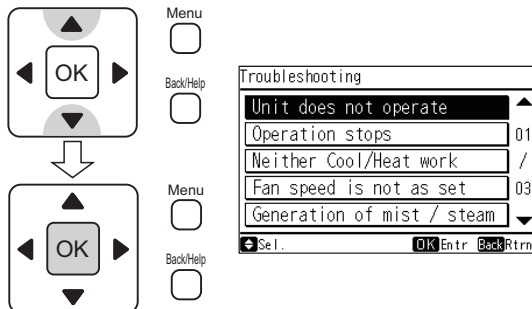 Menu
OK
Back/Help
Menu
OK
Back/Help
Troubleshooting
Unit does not operate
Operation stops
Neither Cool/Heat work
Fan speed is not as set
Generation of mist / steam
01
/
03
Sel.
OK Entr Back Rtrn